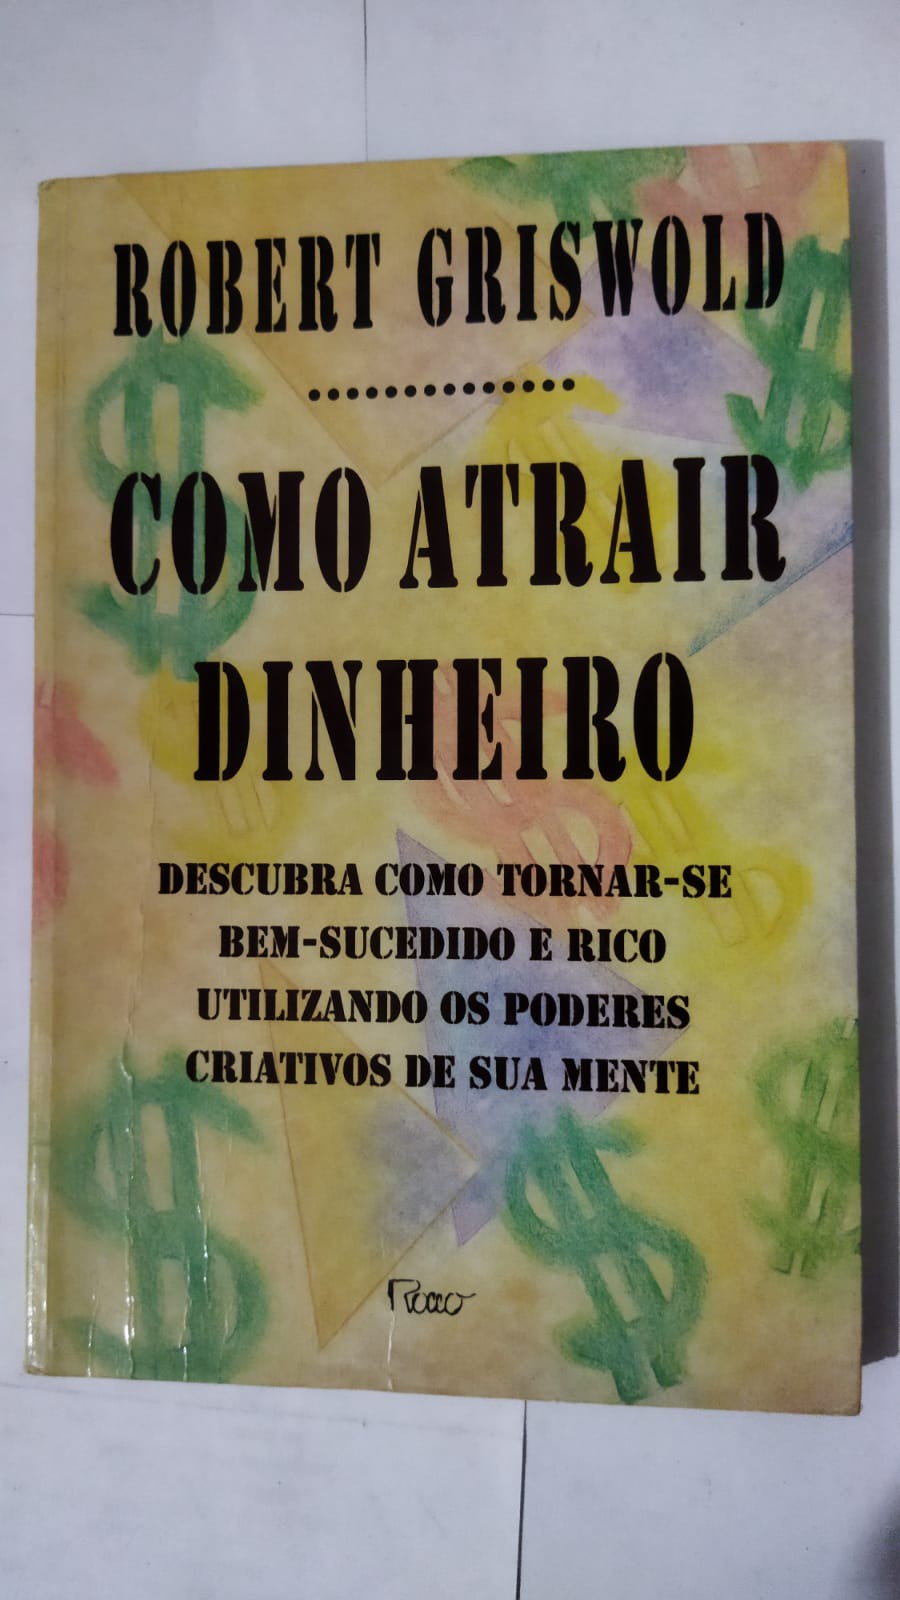 ROBERT GRISWOLD
COMO ATRAIR
DINHEIRO
DESCUBRA COMO TORNAR-SE
BEM-SUCEDIDO E RICO
UTILIZANDO OS PODERES
CRIATIVOS DE SUA MENTE
Rocco